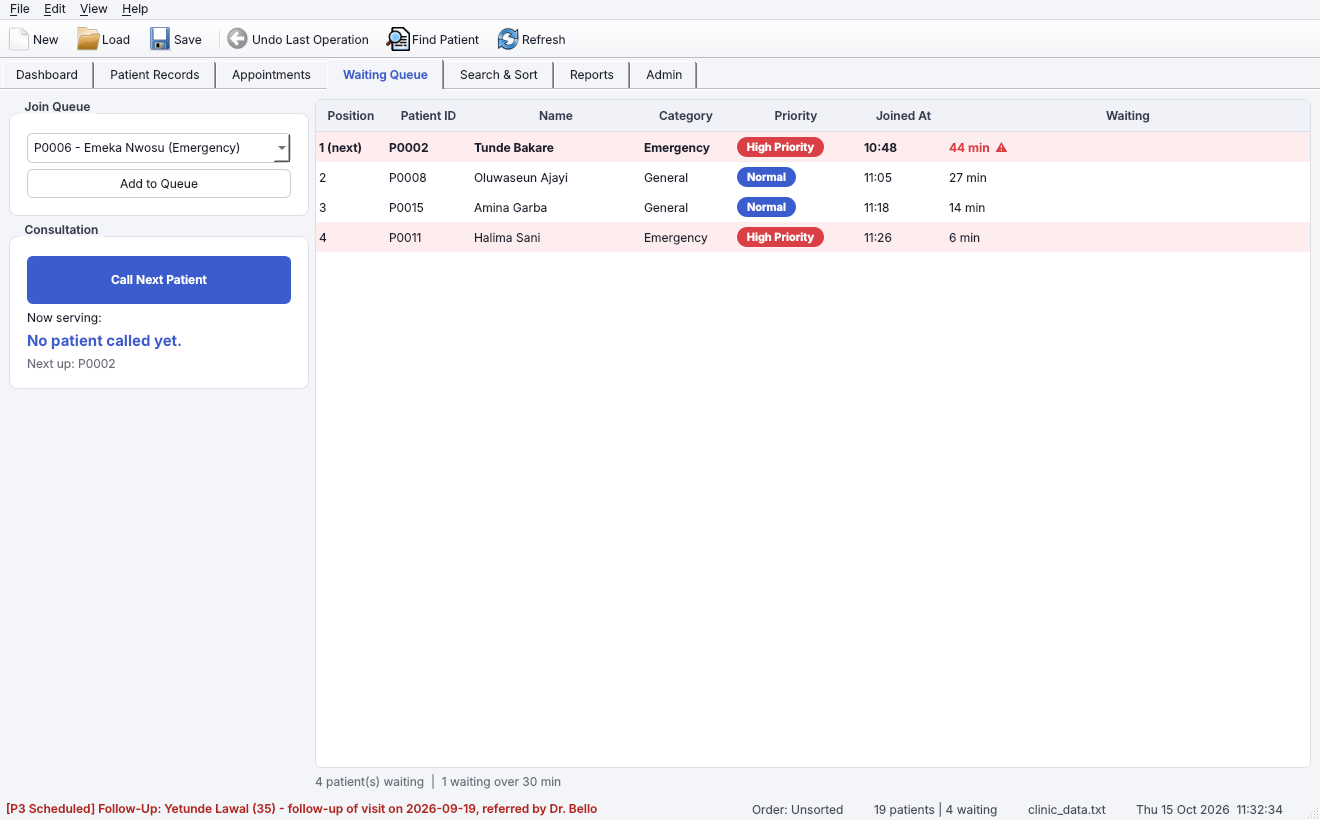 File Edit View Help
New Load Save Undo Last Operation Find Patient Refresh
Dashboard Patient Records Appointments Waiting Queue Search & Sort Reports Admin
Join Queue
P0006 - Emeka Nwosu (Emergency)
Add to Queue
Consultation
Call Next Patient
Now serving:
No patient called yet.
Next up: P0002
Position Patient ID Name Category Priority Joined At Waiting
1 (next) P0002 Tunde Bakare Emergency High Priority 10:48 44 min
2 P0008 Oluwaseun Ajayi General Normal 11:05 27 min
3 P0015 Amina Garba General Normal 11:18 14 min
4 P0011 Halima Sani Emergency High Priority 11:26 6 min
4 patient(s) waiting | 1 waiting over 30 min
[P3 Scheduled] Follow-Up: Yetunde Lawal (35) - follow-up of visit on 2026-09-19, referred by Dr. Bello
Order: Unsorted 19 patients | 4 waiting clinic_data.txt Thu 15 Oct 2026 11:32:34